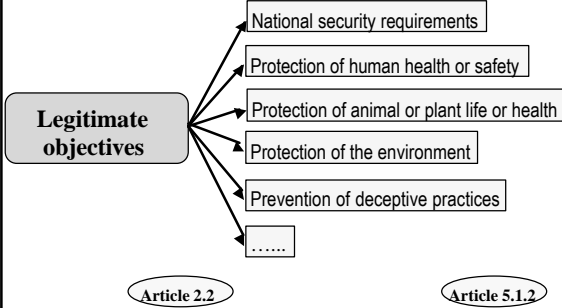 National security requirements
Protection of human health or safety
Protection of animal or plant life or health
Legitimate
objectives
Protection of the environment
Prevention of deceptive practices
…...
Article 2.2
Article 5.1.2